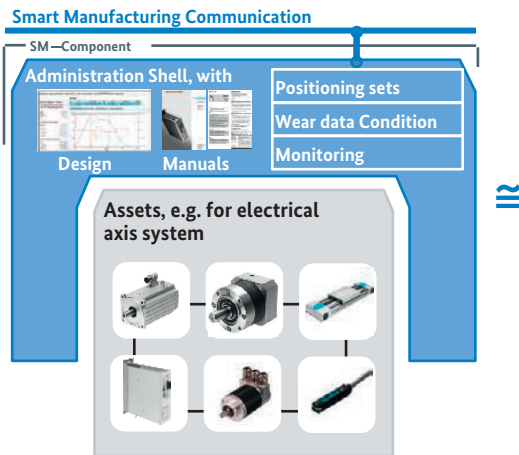 Smart Manufacturing Communication
SM—Component
Administration Shell, with
Design
Manuals
Positioning sets
Wear data Condition
Monitoring
≅
Assets, e.g. for electrical
axis system